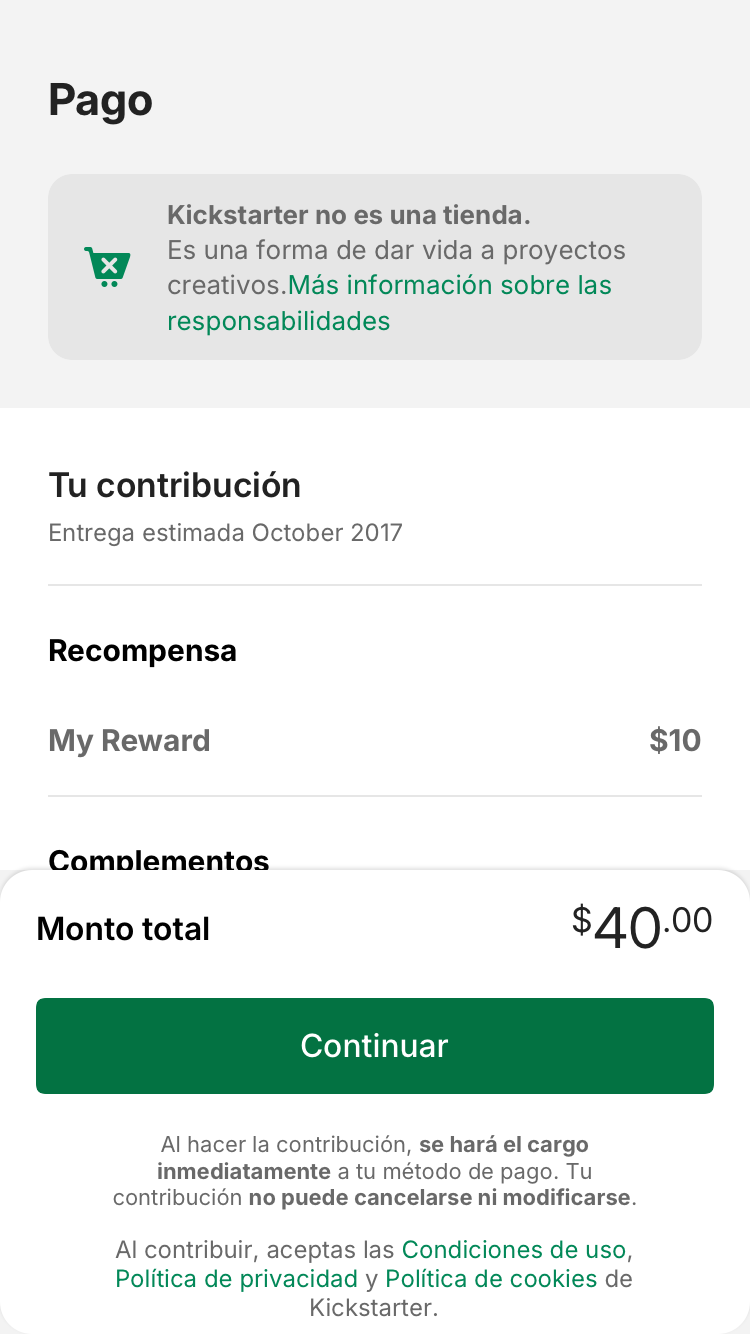 Pago
Kickstarter no es una tienda.
Es una forma de dar vida a proyectos
creativos.Más información sobre las
responsabilidades
Tu contribución
Entrega estimada October 2017
Recompensa
My Reward $10
Complementos
Monto total $40.00
Continuar
Al hacer la contribución, se hará el cargo
inmediatamente a tu método de pago. Tu
contribución no puede cancelarse ni modificarse.
Al contribuir, aceptas las Condiciones de uso,
Política de privacidad y Política de cookies de
Kickstarter.